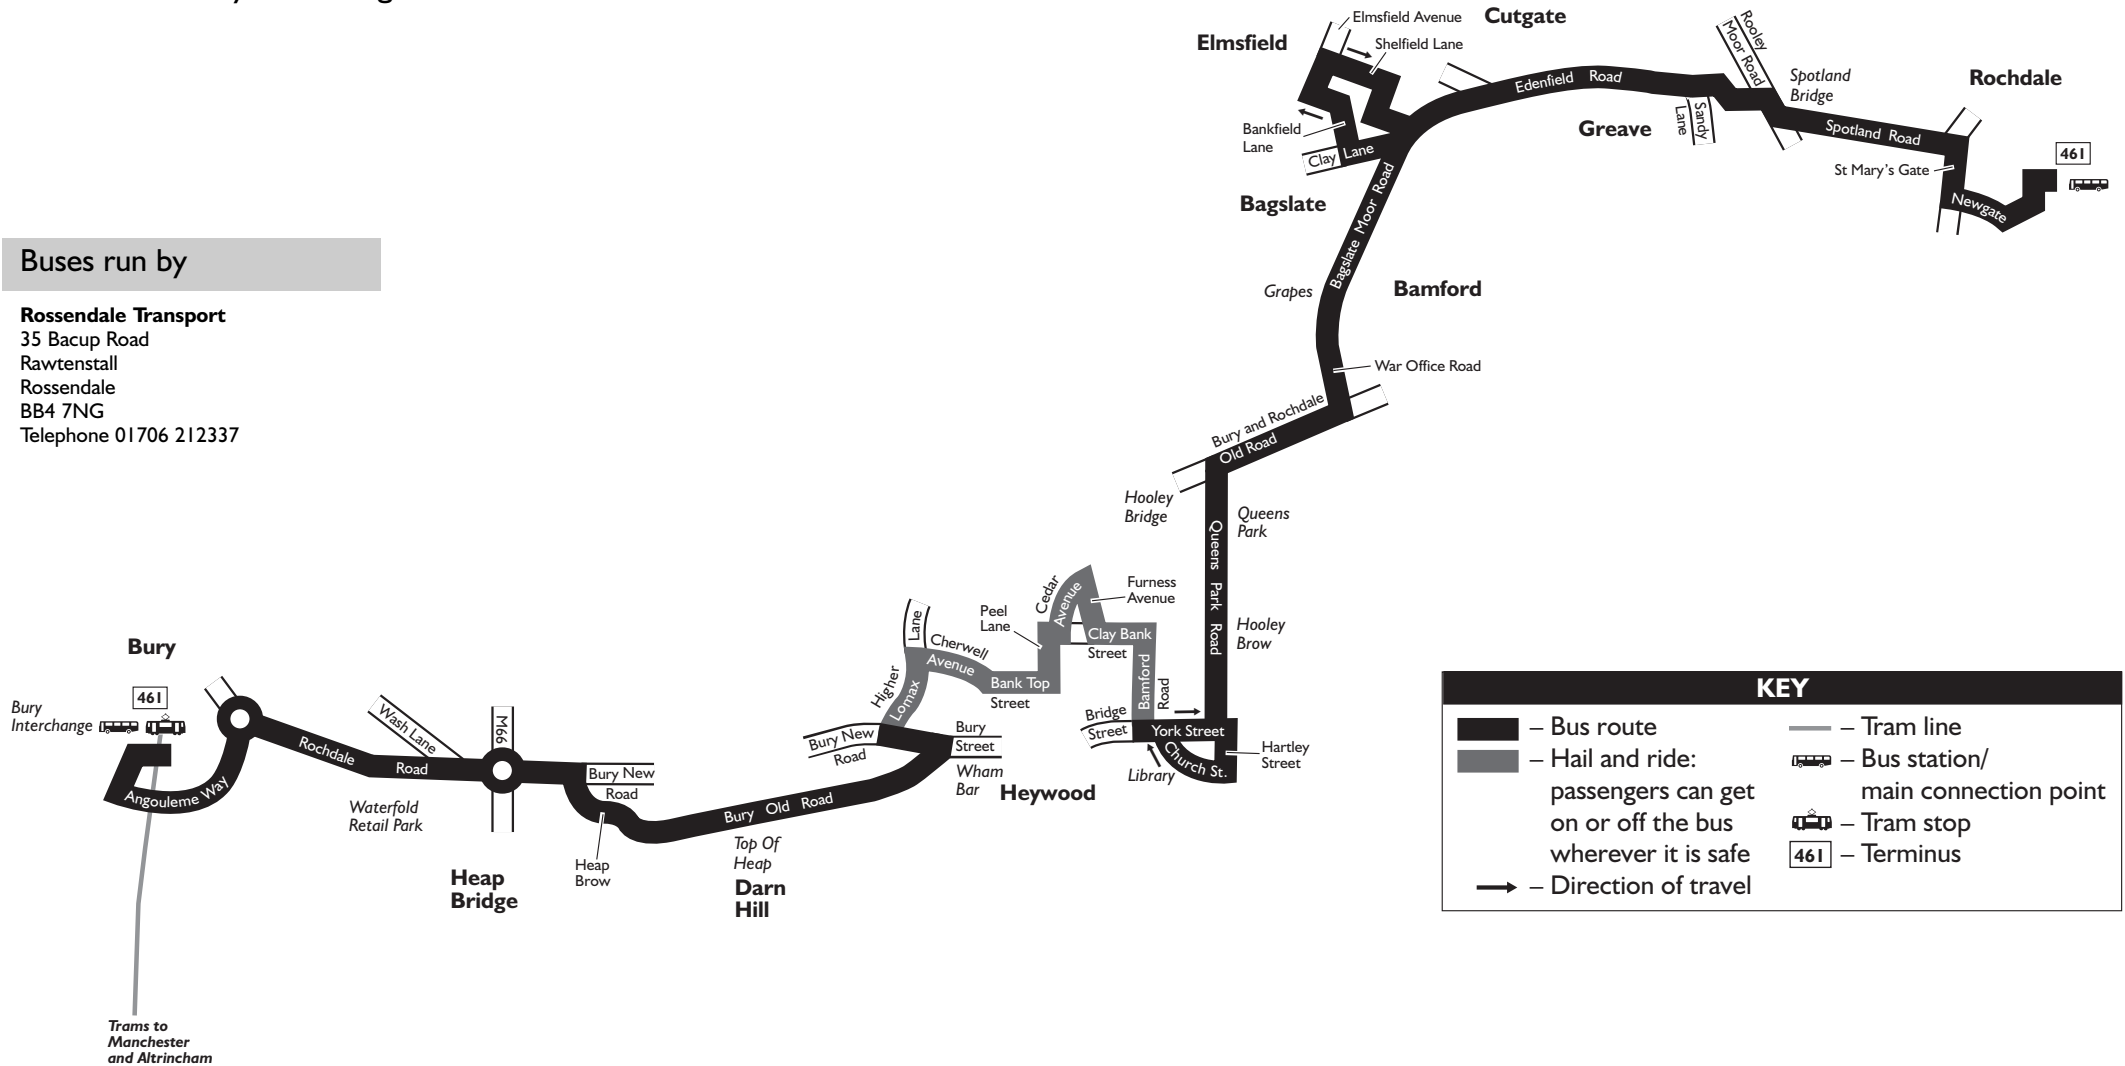 Elmsfield Avenue
Cutgate
Elmsfield
Shelfield Lane
Rooley
Moor Road
Spotland
Bridge
Rochdale
Edenfield Road
Sandy
Lane
Greave
Spotland Road
461
St Mary's Gate
Newgate
Bankfield
Lane
Clay Lane
Bagslate
Bagslate Moor Road
Grapes
Bamford
War Office Road
Bury and Rochdale
Old Road
Hooley
Bridge
Queens
Park
Queens Park Road
Hooley
Brow
Buses run by
Rossendale Transport
35 Bacup Road
Rawtenstall
Rossendale
BB4 7NG
Telephone 01706 212337
Cedar
Avenue
Furness
Avenue
Peel
Lane
Clay Bank
Street
Bamford
Road
Higher
Lomax
Lane
Cherwell
Avenue
Bank Top
Street
Bridge
Street
York Street
Church St.
Hartley
Street
Library
Bury New
Road
Bury
Street
Wham
Bar
Heywood
Bury
461
Bury
Interchange
Angouleme Way
Rochdale Road
Wash Lane
M66
Bury New
Road
Waterfold
Retail Park
Heap
Bridge
Heap
Brow
Bury Old Road
Top Of
Heap
Darn
Hill
Trams to
Manchester
and Altrincham
KEY
– Bus route
– Hail and ride:
passengers can get
on or off the bus
wherever it is safe
– Direction of travel
– Tram line
– Bus station/
main connection point
– Tram stop
461 – Terminus